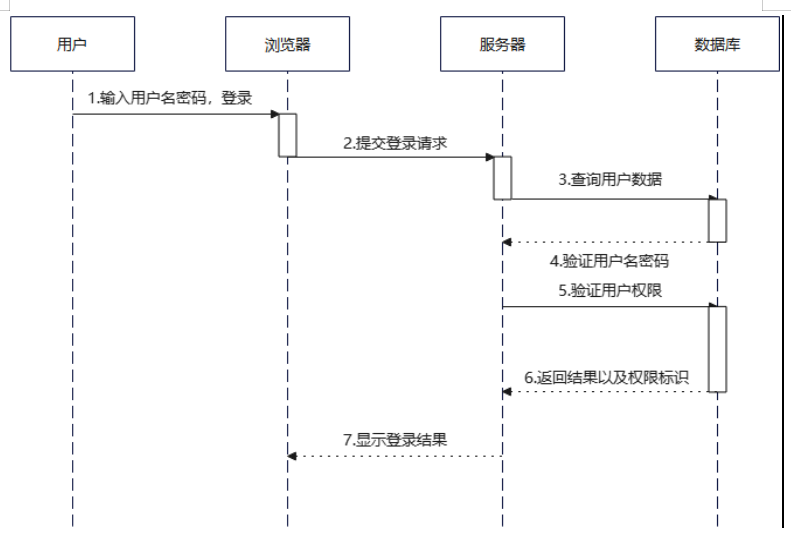 用户
浏览器
服务器
数据库
1.输入用户名密码，登录
2.提交登录请求
3.查询用户数据
4.验证用户名密码
5.验证用户权限
6.返回结果以及权限标识
7.显示登录结果